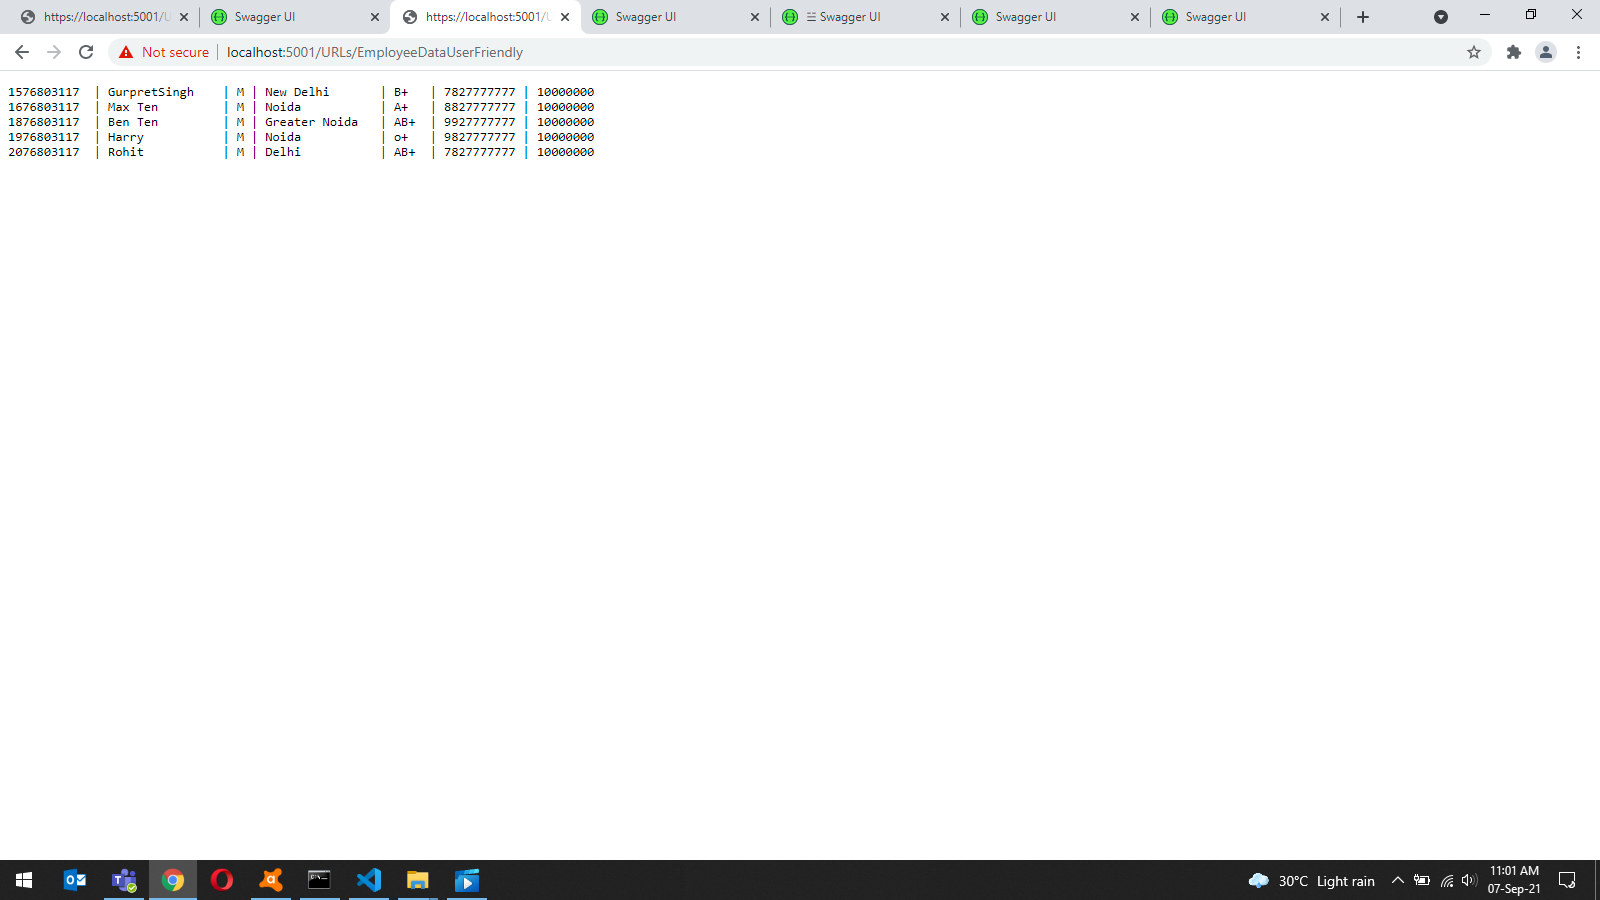 https://localhost:5001/U
Swagger UI
https://localhost:5001/U
Swagger UI
☵ Swagger UI
Swagger UI
Swagger UI
Not secure | localhost:5001/URLs/EmployeeDataUserFriendly
1576803117 | GurpretSingh | M | New Delhi | B+ | 7827777777 | 10000000
1676803117 | Max Ten | M | Noida | A+ | 8827777777 | 10000000
1876803117 | Ben Ten | M | Greater Noida | AB+ | 9927777777 | 10000000
1976803117 | Harry | M | Noida | o+ | 9827777777 | 10000000
2076803117 | Rohit | M | Delhi | AB+ | 7827777777 | 10000000
30°C Light rain
11:01 AM
07-Sep-21